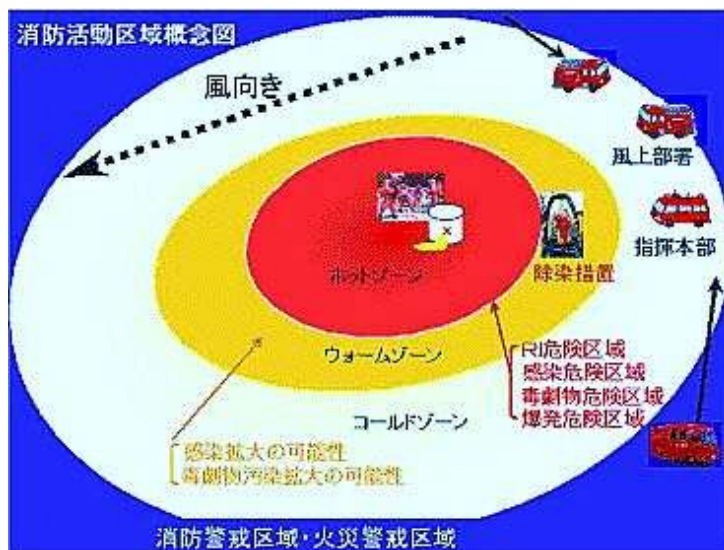 消防活動区域概念図
風向き
風上部署
指揮本部
除染措置
ホットゾーン
ウォームゾーン
RI危険区域
感染危険区域
毒劇物危険区域
爆発危険区域
コールドゾーン
感染拡大の可能性
毒劇物汚染拡大の可能性
消防警戒区域・火災警戒区域